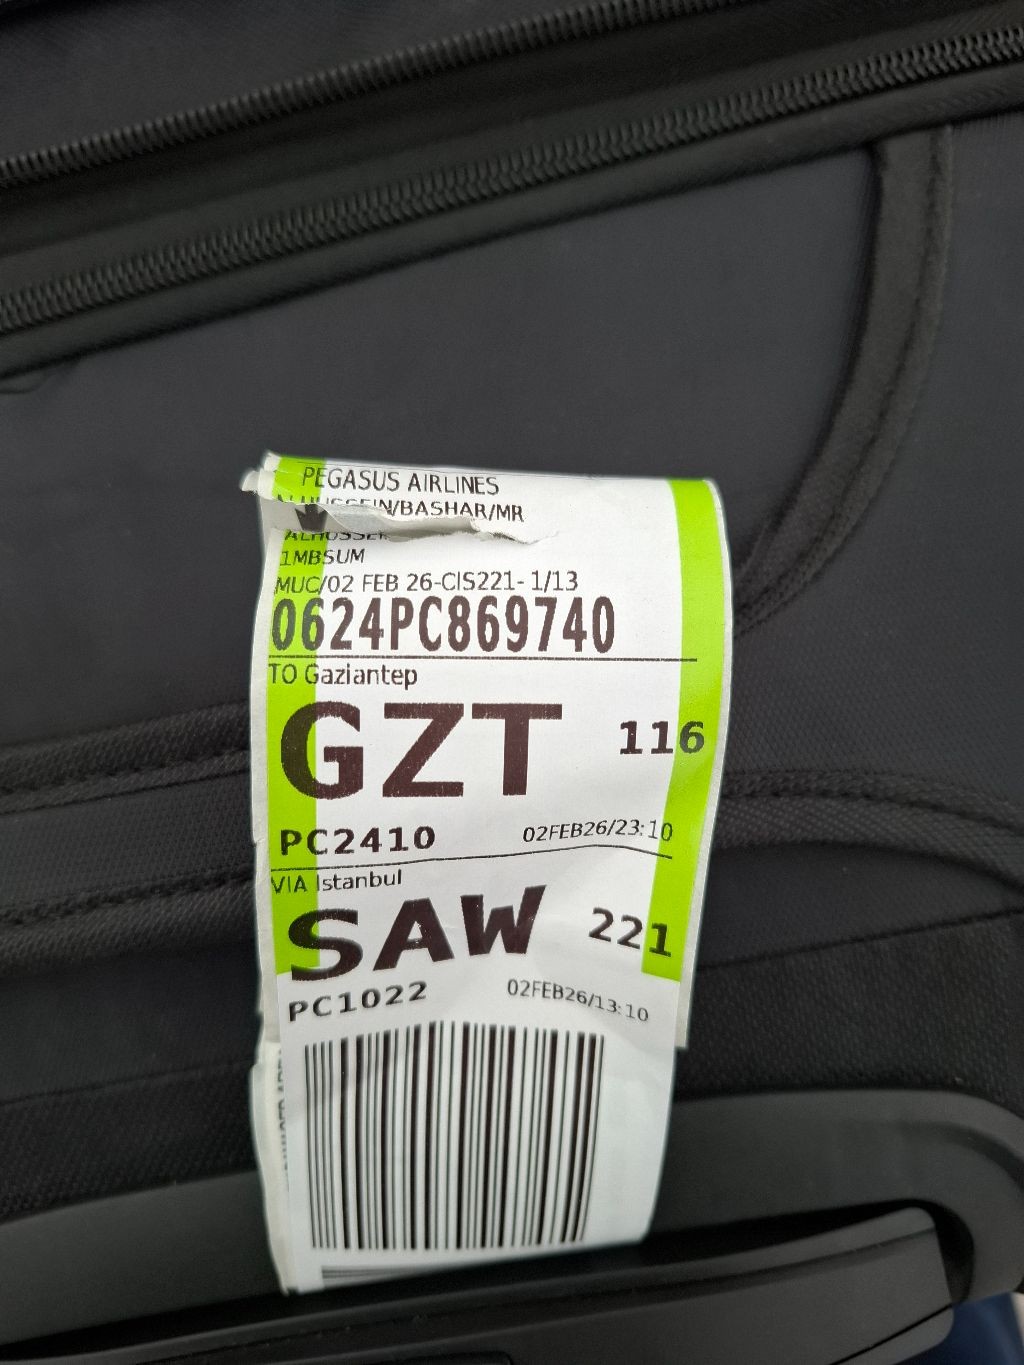 PEGASUS AIRLINES
ALHUSSEIN/BASHAR/MR
1MBSUM
MUC/02 FEB 26-CIS221- 1/13
0624PC869740
TO Gaziantep
GZT 116
PC2410 02FEB26/23:10
VIA Istanbul
SAW 221
PC1022 02FEB26/13:10